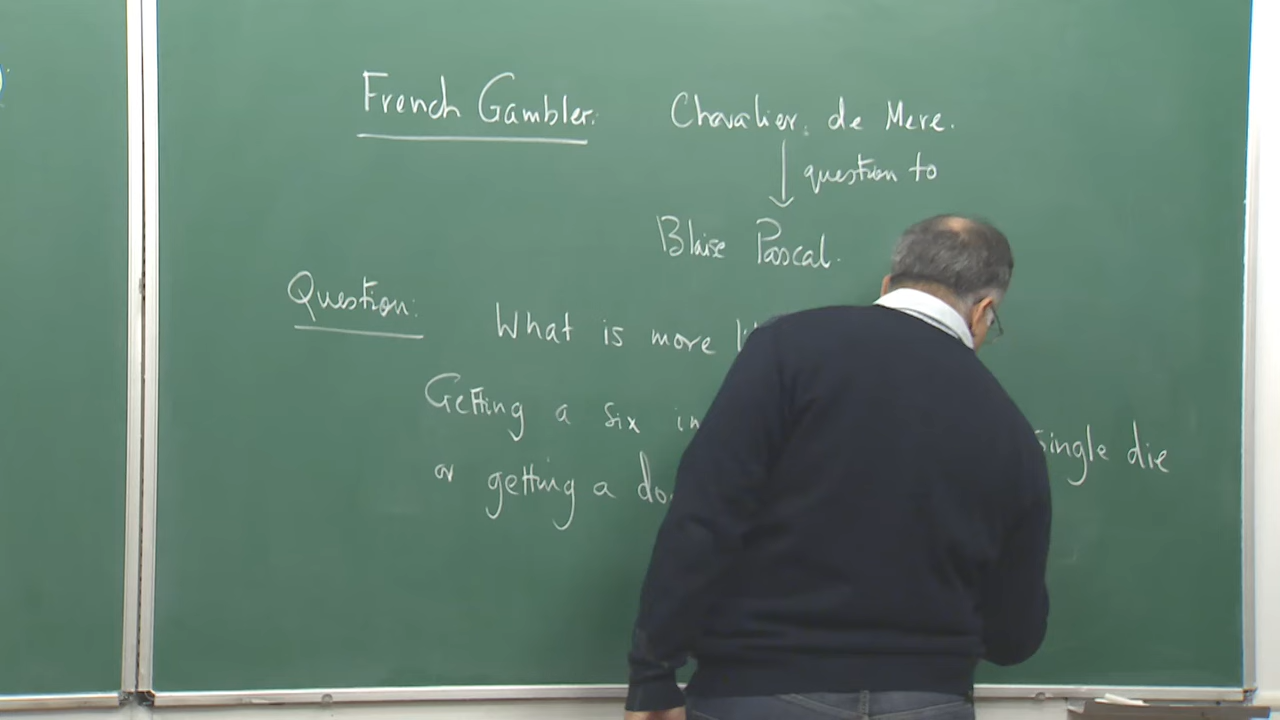 French Gambler: Chavalier. de Mere.
question to
Blaise Pascal.
Question: What is more
Getting a six in single die
or getting a